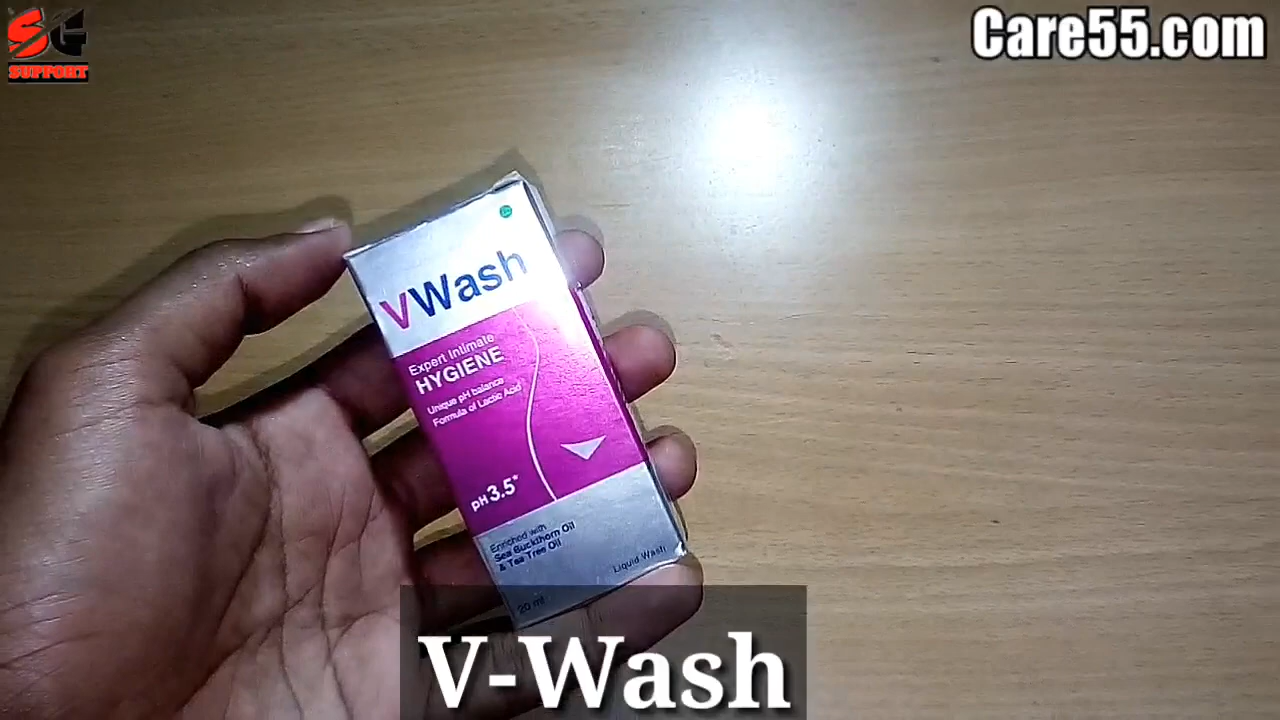 SG
SUPPORT
Care55.com
VWash
Expert Intimate
HYGIENE
Unique pH balance
Formula of Lactic Acid
pH 3.5*
Enriched with
Sea Buckthorn Oil
& Tea Tree Oil
Liquid Wash
20 ml
V-Wash